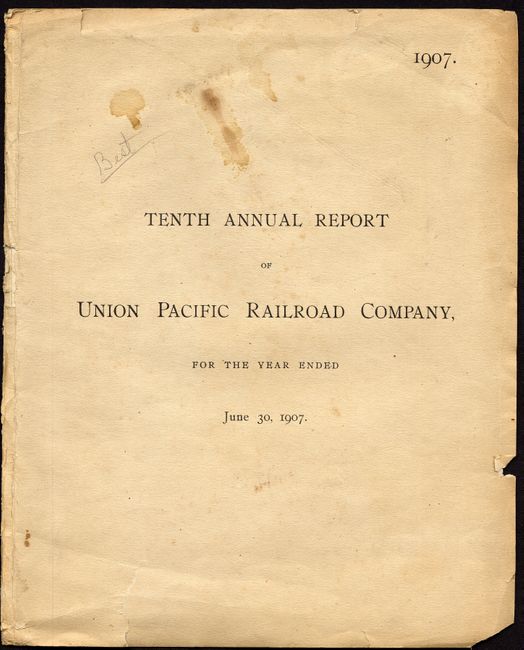 1907.
Best
TENTH ANNUAL REPORT
OF
UNION PACIFIC RAILROAD COMPANY,
FOR THE YEAR ENDED
June 30, 1907.